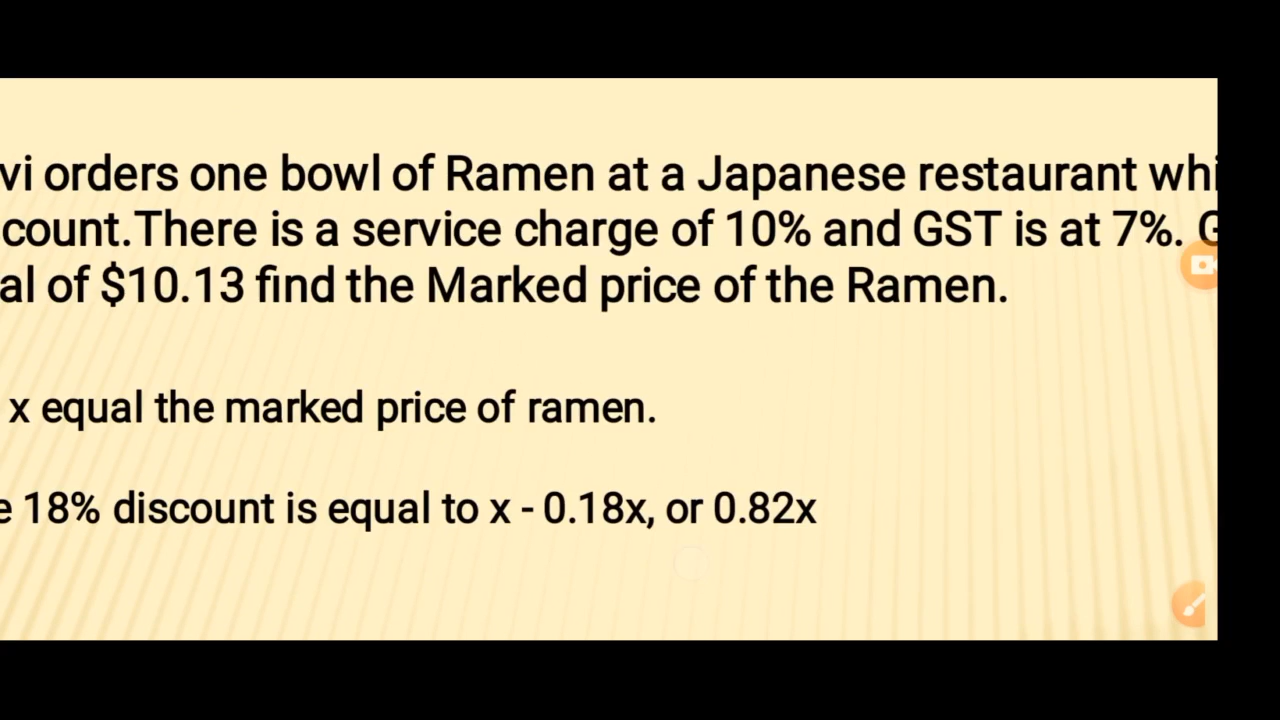 vi orders one bowl of Ramen at a Japanese restaurant whi
count.There is a service charge of 10% and GST is at 7%. G
al of $10.13 find the Marked price of the Ramen.
x equal the marked price of ramen.
e 18% discount is equal to x - 0.18x, or 0.82x